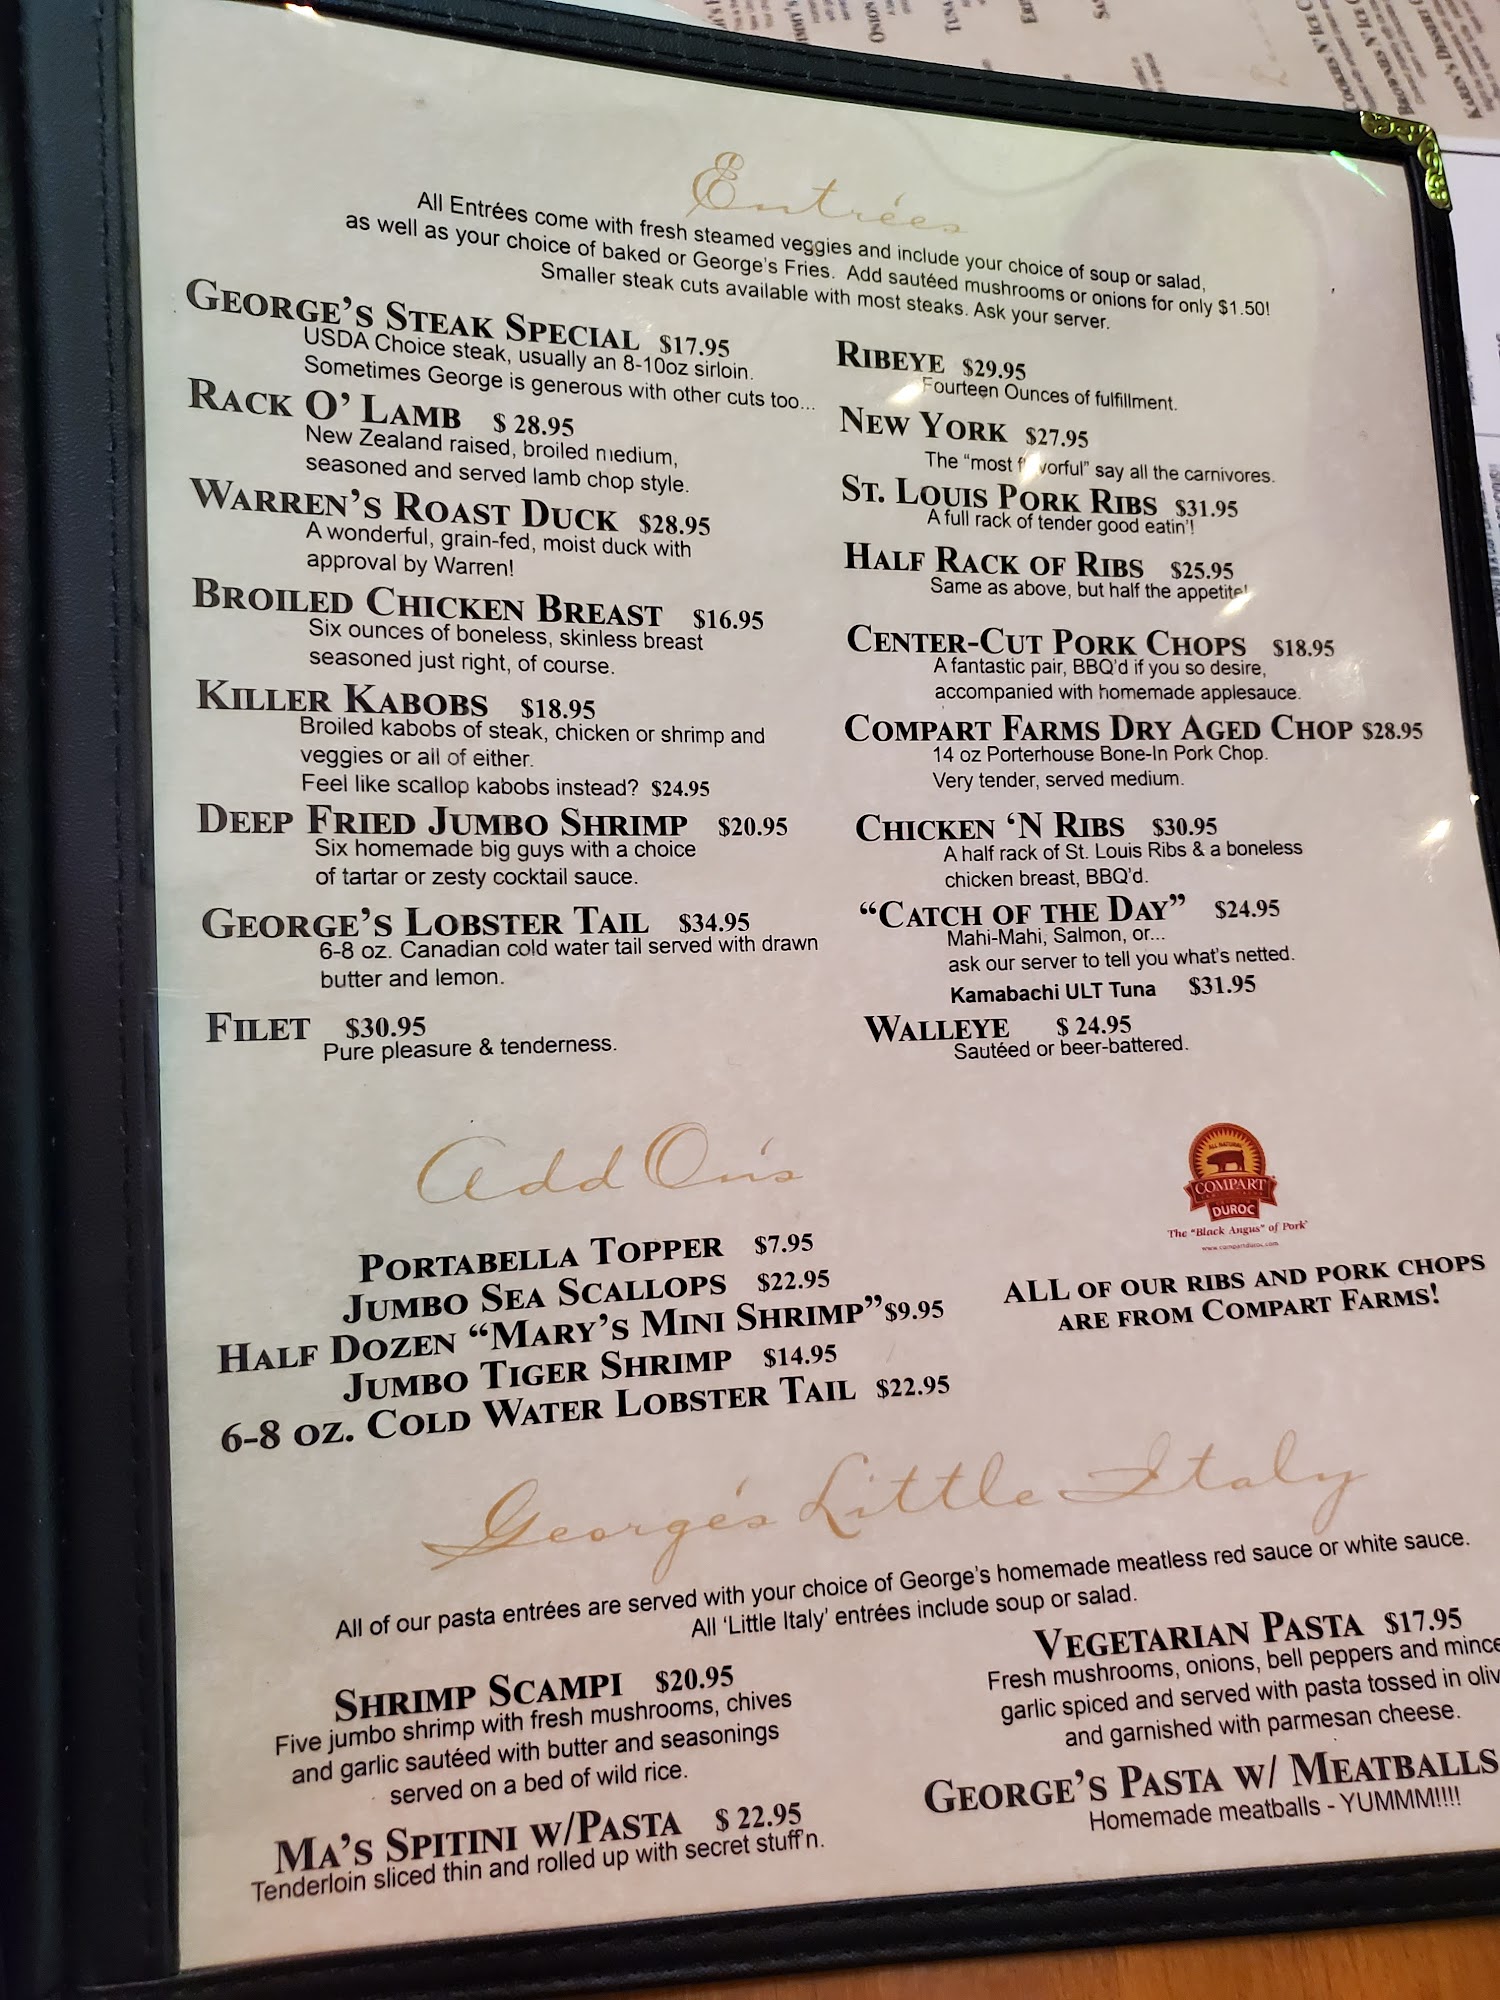 Entrées
All Entrées come with fresh steamed veggies and include your choice of soup or salad,
as well as your choice of baked or George's Fries. Add sautéed mushrooms or onions for only $1.50!
Smaller steak cuts available with most steaks. Ask your server.
GEORGE'S STEAK SPECIAL $17.95
USDA Choice steak, usually an 8-10oz sirloin.
Sometimes George is generous with other cuts too...
RACK O' LAMB $ 28.95
New Zealand raised, broiled medium,
seasoned and served lamb chop style.
WARREN'S ROAST DUCK $28.95
A wonderful, grain-fed, moist duck with
approval by Warren!
BROILED CHICKEN BREAST $16.95
Six ounces of boneless, skinless breast
seasoned just right, of course.
KILLER KABOBS $18.95
Broiled kabobs of steak, chicken or shrimp and
veggies or all of either.
Feel like scallop kabobs instead? $24.95
DEEP FRIED JUMBO SHRIMP $20.95
Six homemade big guys with a choice
of tartar or zesty cocktail sauce.
GEORGE'S LOBSTER TAIL $34.95
6-8 oz. Canadian cold water tail served with drawn
butter and lemon.
FILET $30.95
Pure pleasure & tenderness.
RIBEYE $29.95
Fourteen Ounces of fulfillment.
NEW YORK $27.95
The "most flavorful" say all the carnivores.
ST. LOUIS PORK RIBS $31.95
A full rack of tender good eatin'!
HALF RACK OF RIBS $25.95
Same as above, but half the appetite!
CENTER-CUT PORK CHOPS $18.95
A fantastic pair, BBQ'd if you so desire,
accompanied with homemade applesauce.
COMPART FARMS DRY AGED CHOP $28.95
14 oz Porterhouse Bone-In Pork Chop.
Very tender, served medium.
CHICKEN 'N RIBS $30.95
A half rack of St. Louis Ribs & a boneless
chicken breast, BBQ'd.
"CATCH OF THE DAY" $24.95
Mahi-Mahi, Salmon, or...
ask our server to tell you what's netted.
Kamabachi ULT Tuna $31.95
WALLEYE $ 24.95
Sautéed or beer-battered.
Add On's
PORTABELLA TOPPER $7.95
JUMBO SEA SCALLOPS $22.95
HALF DOZEN "MARY'S MINI SHRIMP" $9.95
JUMBO TIGER SHRIMP $14.95
6-8 OZ. COLD WATER LOBSTER TAIL $22.95
ALL NATURAL
COMPART
DUROC
The "Black Angus" of Pork
www.compartduroc.com
ALL OF OUR RIBS AND PORK CHOPS
ARE FROM COMPART FARMS!
George's Little Italy
All of our pasta entrées are served with your choice of George's homemade meatless red sauce or white sauce.
All 'Little Italy' entrées include soup or salad.
SHRIMP SCAMPI $20.95
Five jumbo shrimp with fresh mushrooms, chives
and garlic sautéed with butter and seasonings
served on a bed of wild rice.
MA'S SPITINI W/PASTA $ 22.95
Tenderloin sliced thin and rolled up with secret stuff'n.
VEGETARIAN PASTA $17.95
Fresh mushrooms, onions, bell peppers and mince
garlic spiced and served with pasta tossed in oliv
and garnished with parmesan cheese.
GEORGE'S PASTA W/ MEATBALLS
Homemade meatballs - YUMMM!!!!